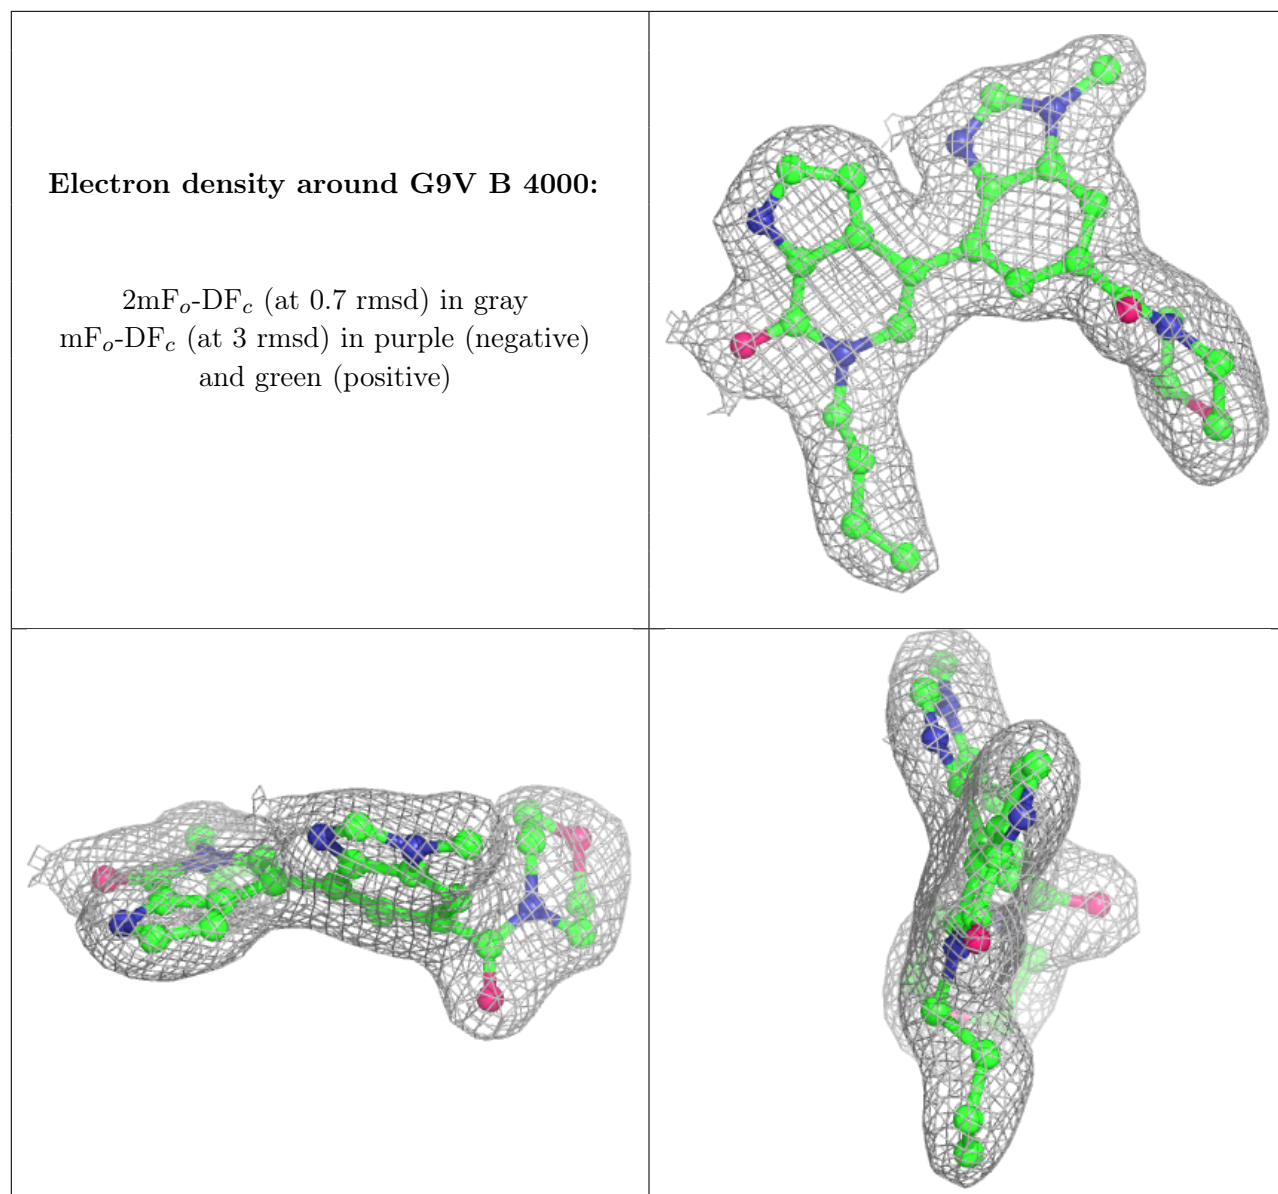 Electron density around G9V B 4000:
2mFo-DFc (at 0.7 rmsd) in gray
mFo-DFc (at 3 rmsd) in purple (negative)
and green (positive)